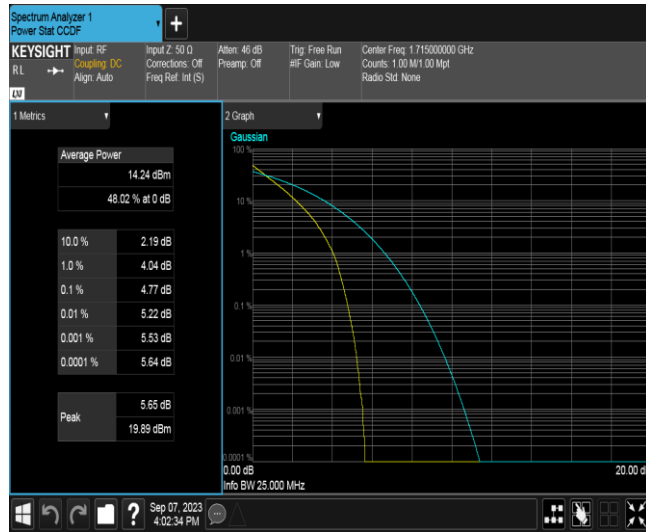 Spectrum Analyzer 1
Power Stat CCDF
+
KEYSIGHT
RL
LXI
Input: RF
Coupling: DC
Align: Auto
Input Z: 50 Ω
Corrections: Off
Freq Ref: Int (S)
Atten: 46 dB
Preamp: Off
Trig: Free Run
#IF Gain: Low
Center Freq: 1.715000000 GHz
Counts: 1.00 M/1.00 Mpt
Radio Std: None
1 Metrics
Average Power
14.24 dBm
48.02 % at 0 dB
10.0 % 2.19 dB
1.0 % 4.04 dB
0.1 % 4.77 dB
0.01 % 5.22 dB
0.001 % 5.53 dB
0.0001 % 5.64 dB
Peak
5.65 dB
19.89 dBm
2 Graph
Gaussian
100 %
10 %
1 %
0.1 %
0.01 %
0.001 %
0.0001 %
0.00 dB
20.00 d
Info BW 25.000 MHz
?
Sep 07, 2023
4:02:34 PM